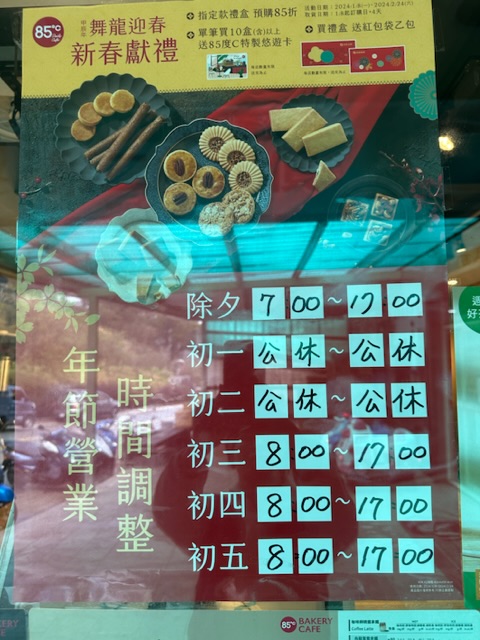 85℃
舞龍迎春
新春獻禮
指定款禮盒 預購85折
單筆買10盒(含)以上
送85度C特製悠遊卡
買禮盒 送紅包袋乙包
除夕 7:00~17:00
初一 公休~公休
初二 公休~公休
初三 8:00~17:00
初四 8:00~17:00
初五 8:00~17:00
年節營業
時間調整
85℃ BAKERY CAFE